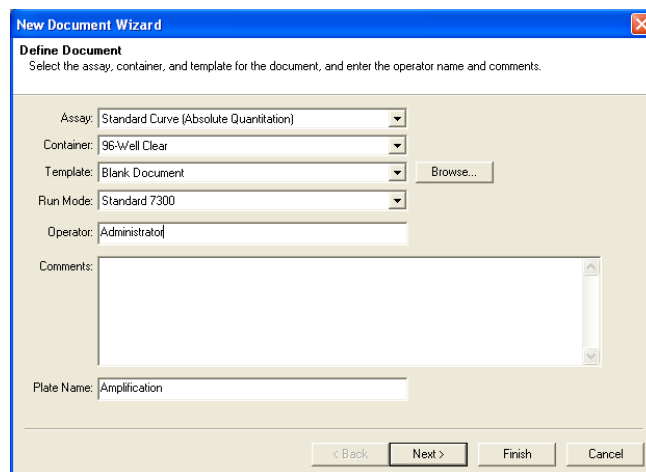 New Document Wizard
Define Document
Select the assay, container, and template for the document, and enter the operator name and comments.
Assay: Standard Curve (Absolute Quantitation)
Container: 96-Well Clear
Template: Blank Document Browse...
Run Mode: Standard 7300
Operator: Administrator
Comments:
Plate Name: Amplification
< Back Next > Finish Cancel